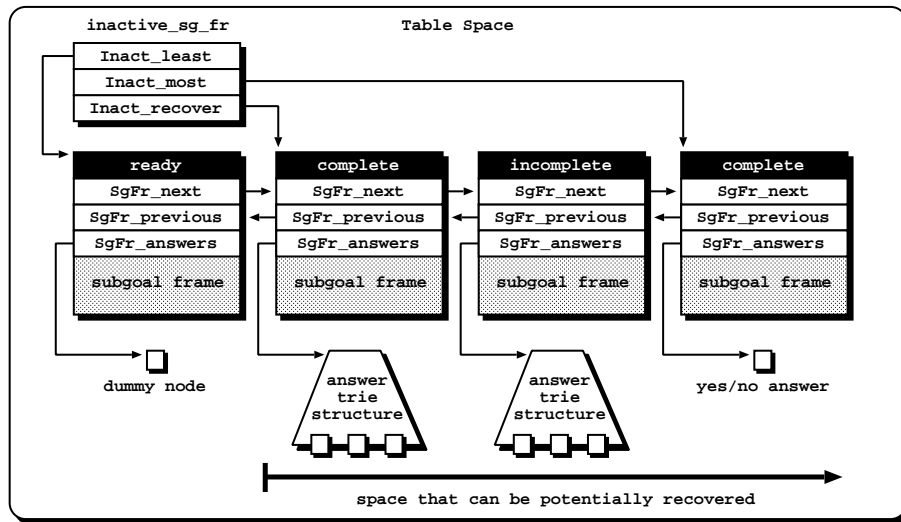 inactive_sg_fr
Table Space
Inact_least
Inact_most
Inact_recover
ready
complete
incomplete
complete
SgFr_next
SgFr_next
SgFr_next
SgFr_next
SgFr_previous
SgFr_previous
SgFr_previous
SgFr_previous
SgFr_answers
SgFr_answers
SgFr_answers
SgFr_answers
subgoal frame
subgoal frame
subgoal frame
subgoal frame
dummy node
answer
trie
structure
answer
trie
structure
yes/no answer
space that can be potentially recovered